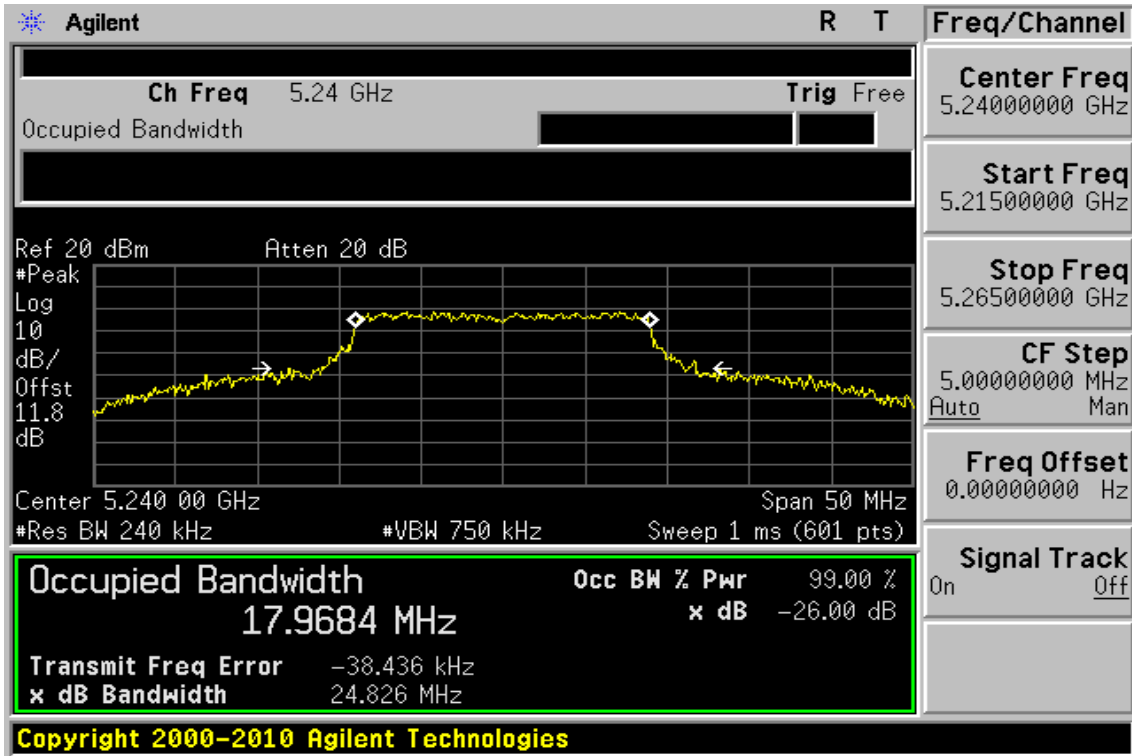 Agilent R T
Freq/Channel
Ch Freq 5.24 GHz Trig Free
Occupied Bandwidth
Center Freq
5.24000000 GHz
Start Freq
5.21500000 GHz
Stop Freq
5.26500000 GHz
CF Step
5.00000000 MHz
Auto Man
Freq Offset
0.00000000 Hz
Signal Track
On Off
Ref 20 dBm Atten 20 dB
#Peak
Log
10
dB/
Offst
11.8
dB
Center 5.240 00 GHz Span 50 MHz
#Res BW 240 kHz #VBW 750 kHz Sweep 1 ms (601 pts)
Occupied Bandwidth
17.9684 MHz
Occ BW % Pwr 99.00 %
x dB -26.00 dB
Transmit Freq Error -38.436 kHz
x dB Bandwidth 24.826 MHz
Copyright 2000-2010 Agilent Technologies